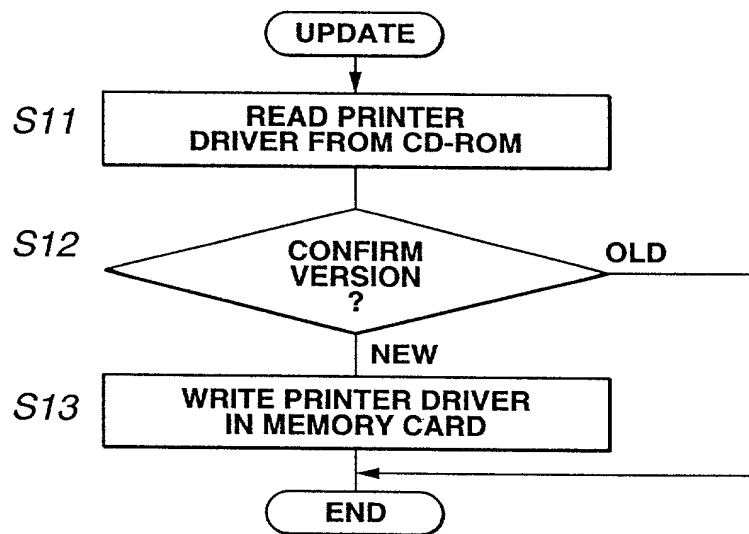 UPDATE
S11
READ PRINTER
DRIVER FROM CD-ROM
S12
CONFIRM
VERSION
?
OLD
NEW
S13
WRITE PRINTER DRIVER
IN MEMORY CARD
END